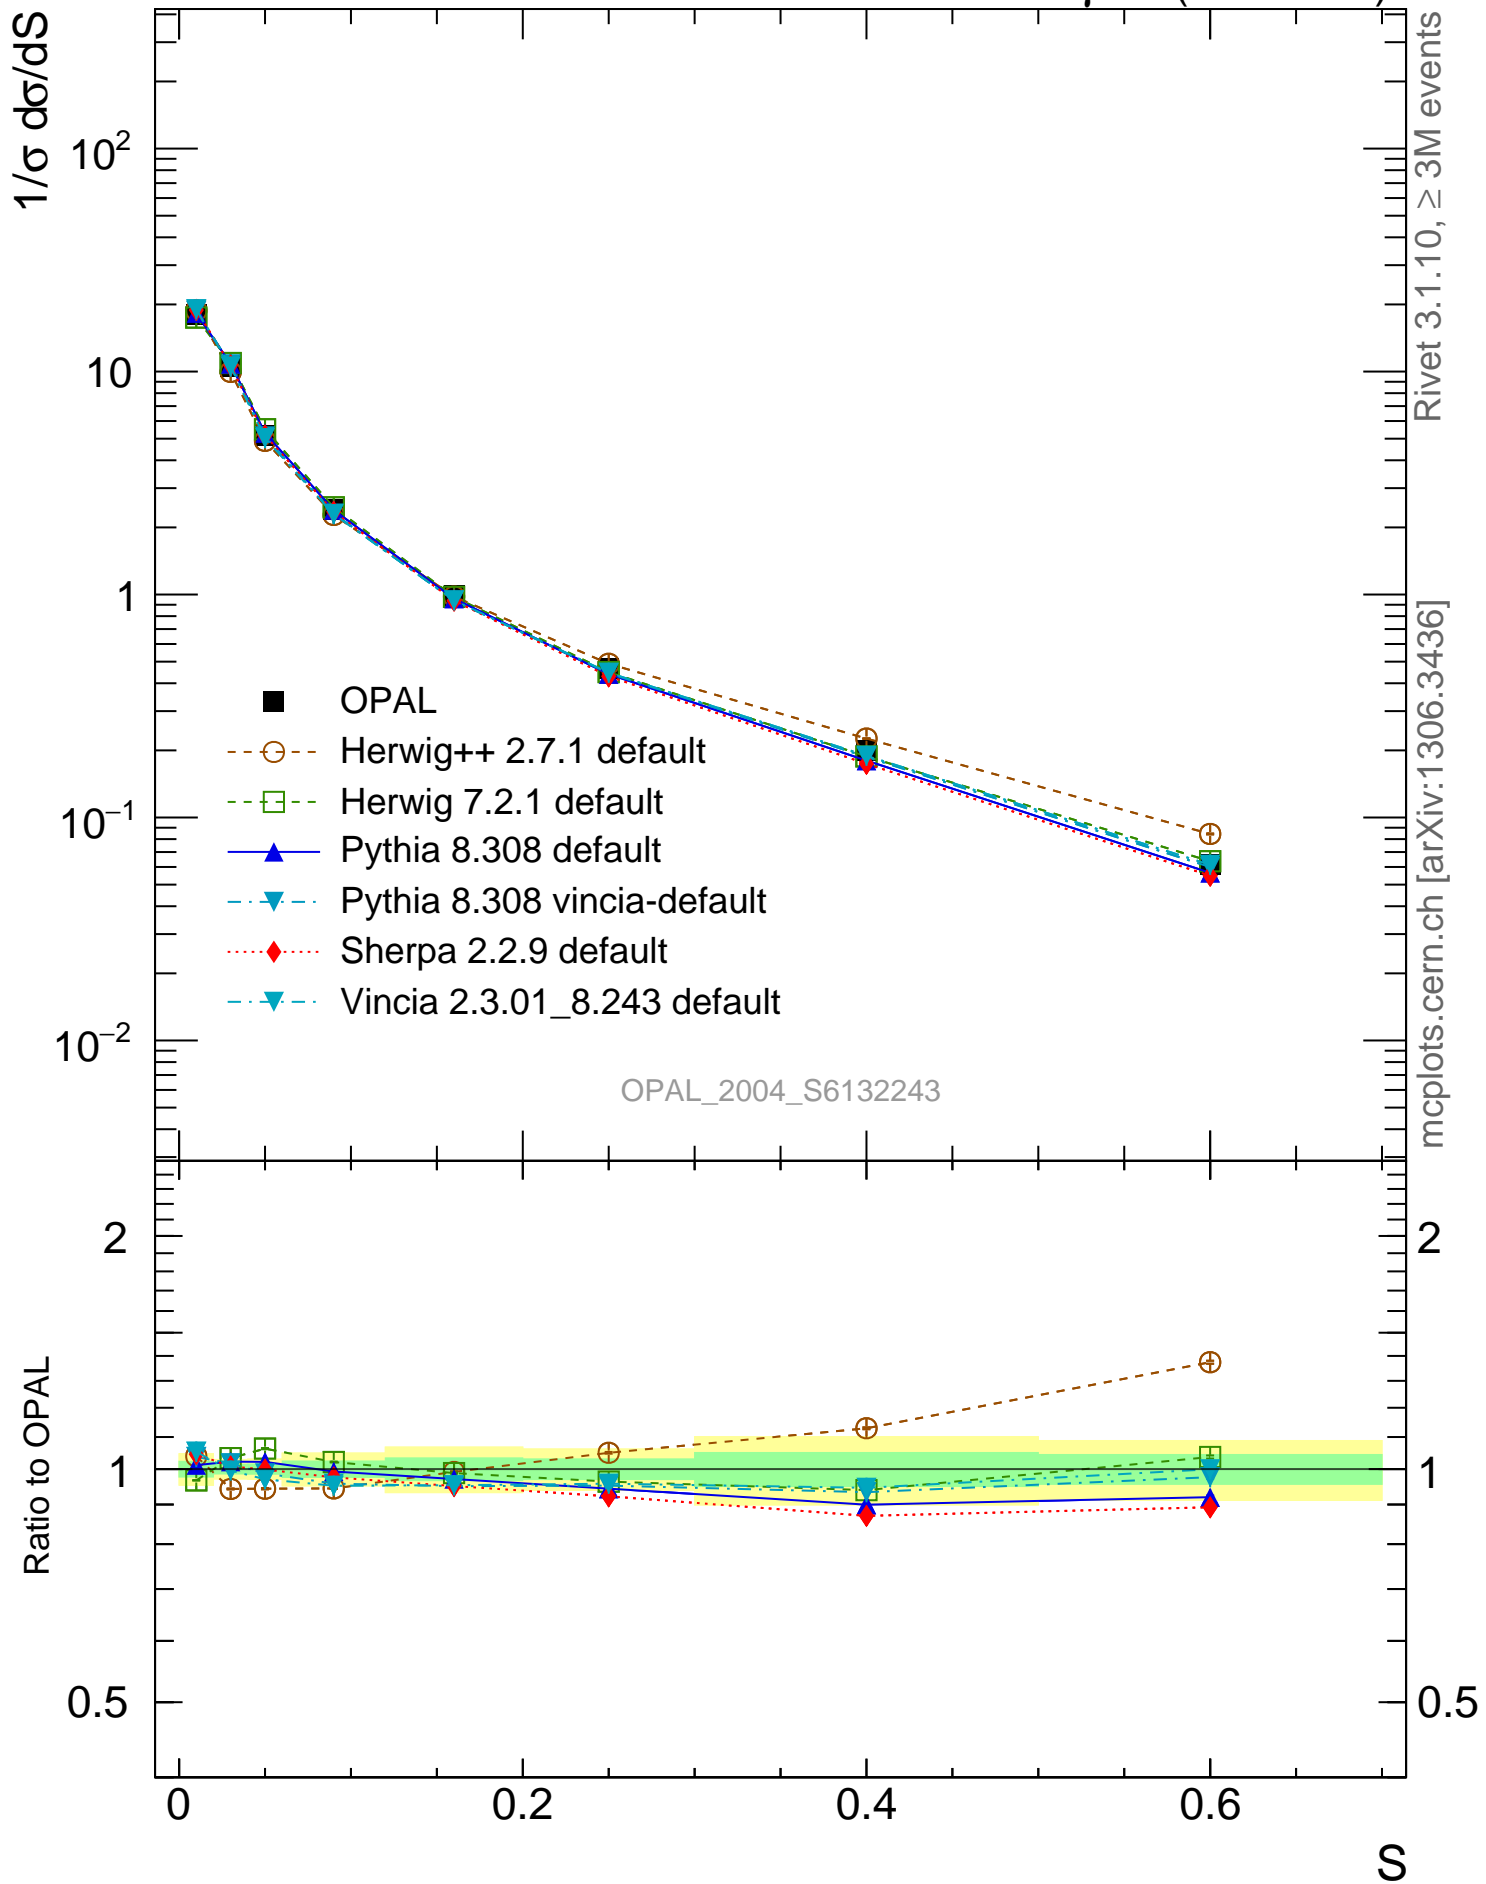 1/σ dσ/dS
10²
10
1
10⁻¹
10⁻²
OPAL
Herwig++ 2.7.1 default
Herwig 7.2.1 default
Pythia 8.308 default
Pythia 8.308 vincia-default
Sherpa 2.2.9 default
Vincia 2.3.01_8.243 default
OPAL_2004_S6132243
Rivet 3.1.10, ≥ 3M events
mcplots.cern.ch [arXiv:1306.3436]
Ratio to OPAL
2
1
0.5
2
1
0.5
0
0.2
0.4
0.6
S